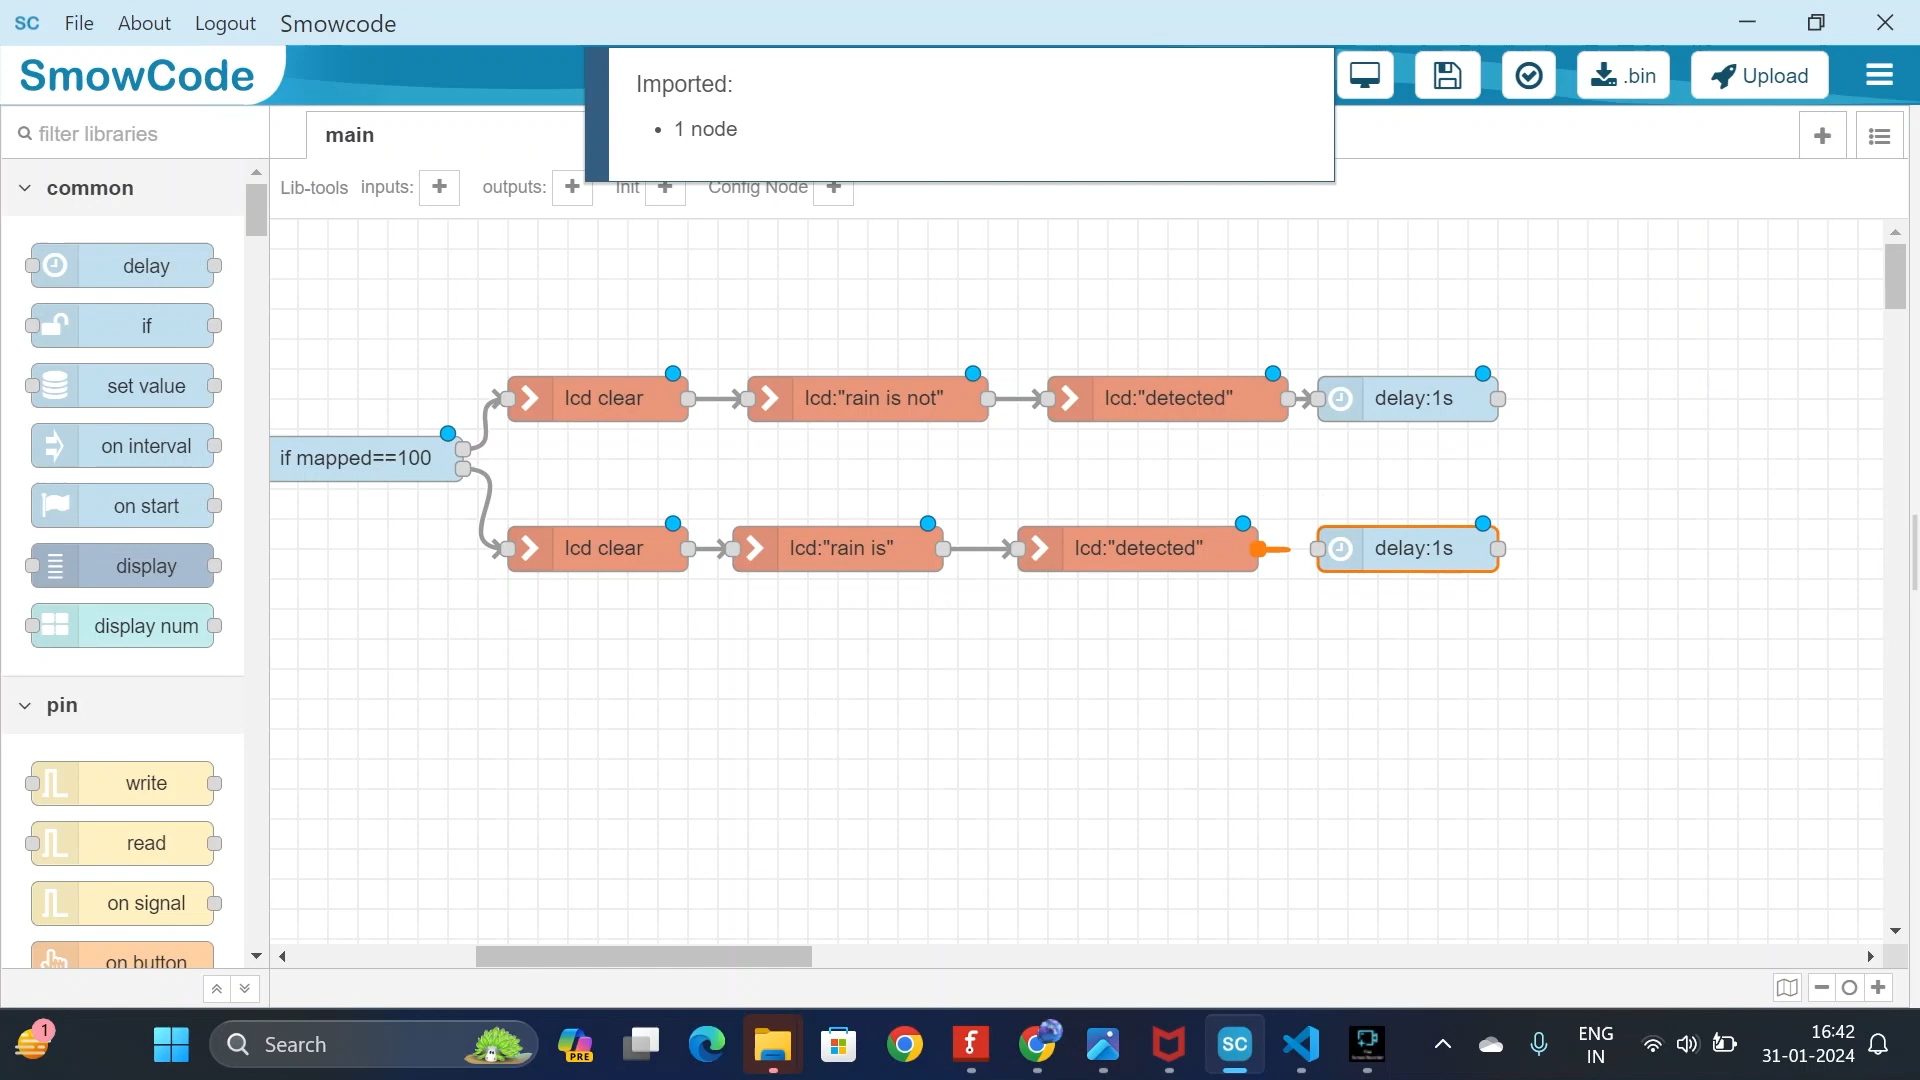 SC File About Logout Smowcode
SmowCode
Imported:
• 1 node
.bin
Upload
filter libraries
main
Lib-tools inputs: outputs: Init Config Node
common
delay
if
set value
on interval
on start
display
display num
pin
write
read
on signal
on button
if mapped==100
lcd clear
lcd:"rain is not"
lcd:"detected"
delay:1s
lcd clear
lcd:"rain is"
lcd:"detected"
delay:1s
1
Search
PRE
SC
ENG
IN
16:42
31-01-2024